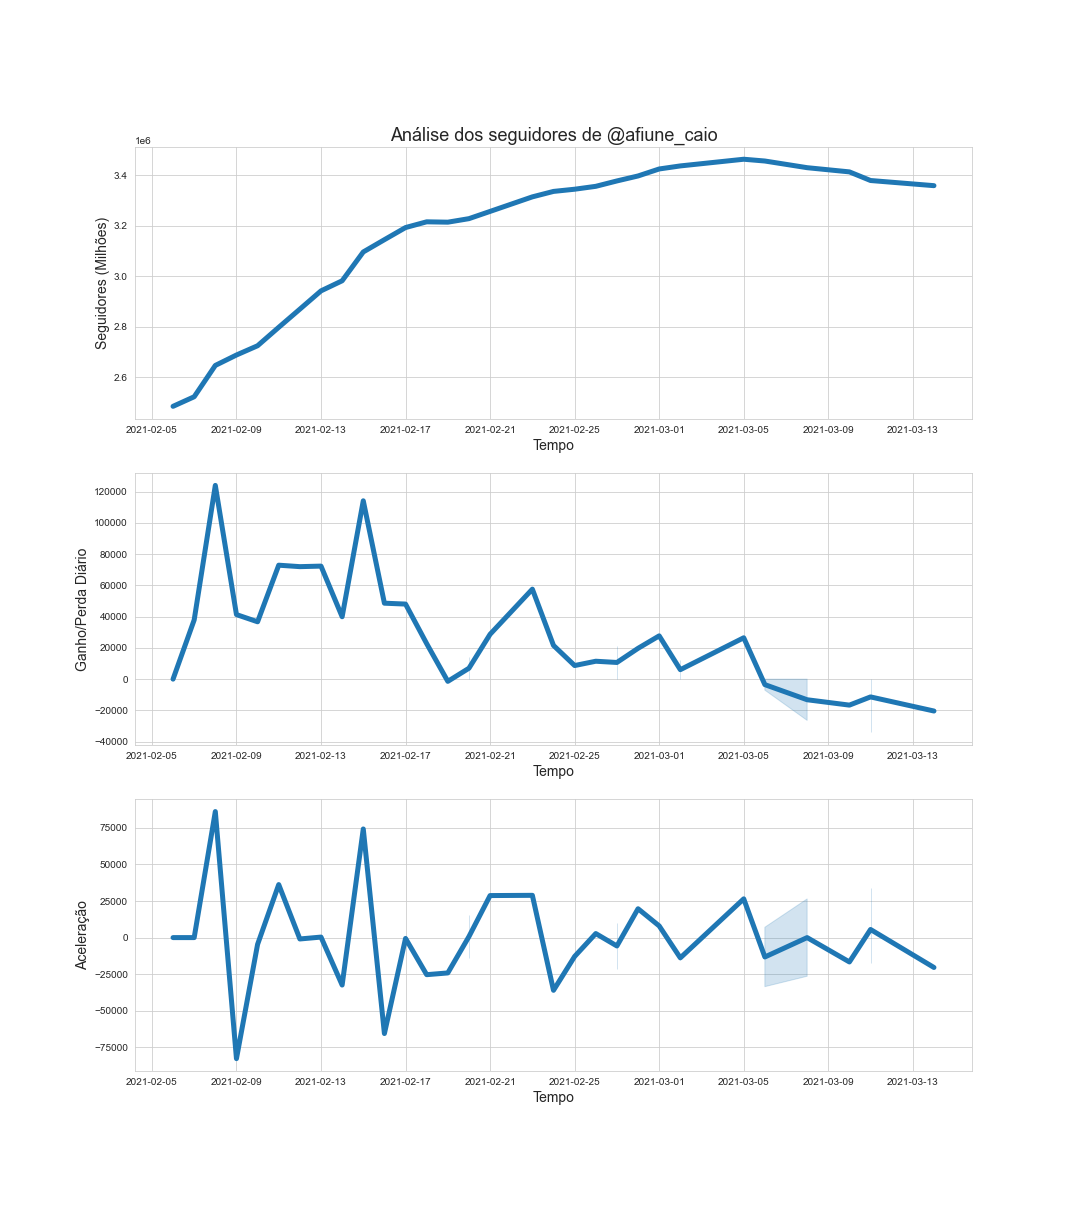 Análise dos seguidores de @afiune_caio
1e6
Seguidores (Milhões)
3.4
3.2
3.0
2.8
2.6
2021-02-05 2021-02-09 2021-02-13 2021-02-17 2021-02-21 2021-02-25 2021-03-01 2021-03-05 2021-03-09 2021-03-13
Tempo
Ganho/Perda Diário
120000
100000
80000
60000
40000
20000
0
−20000
−40000
2021-02-05 2021-02-09 2021-02-13 2021-02-17 2021-02-21 2021-02-25 2021-03-01 2021-03-05 2021-03-09 2021-03-13
Tempo
Aceleração
75000
50000
25000
0
−25000
−50000
−75000
2021-02-05 2021-02-09 2021-02-13 2021-02-17 2021-02-21 2021-02-25 2021-03-01 2021-03-05 2021-03-09 2021-03-13
Tempo